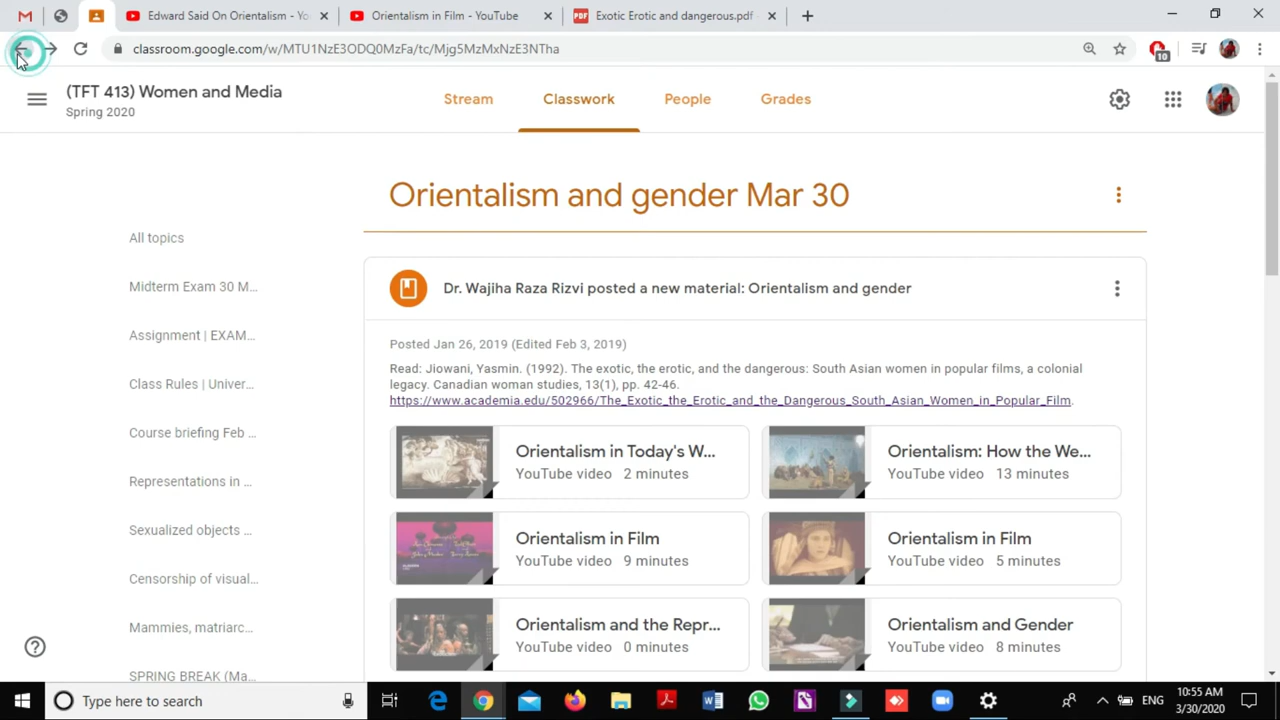 Edward Said On Orientalism - Yo
Orientalism in Film - YouTube
PDF
Exotic Erotic and dangerous.pdf -
classroom.google.com/w/MTU1NzE3ODQ0MzFa/tc/Mjg5MzMxNzE3NTha
10
(TFT 413) Women and Media
Spring 2020
Stream
Classwork
People
Grades
Orientalism and gender Mar 30
All topics
Midterm Exam 30 M...
Assignment | EXAM...
Class Rules | Univer...
Course briefing Feb ...
Representations in ...
Sexualized objects ...
Censorship of visual...
Mammies, matriarc...
SPRING BREAK (Ma...
Dr. Wajiha Raza Rizvi posted a new material: Orientalism and gender
Posted Jan 26, 2019 (Edited Feb 3, 2019)
Read: Jiowani, Yasmin. (1992). The exotic, the erotic, and the dangerous: South Asian women in popular films, a colonial
legacy. Canadian woman studies, 13(1), pp. 42-46.
https://www.academia.edu/502966/The_Exotic_the_Erotic_and_the_Dangerous_South_Asian_Women_in_Popular_Film.
Orientalism in Today's W...
YouTube video 2 minutes
Orientalism: How the We...
YouTube video 13 minutes
Orientalism in Film
YouTube video 9 minutes
Orientalism in Film
YouTube video 5 minutes
Orientalism and the Repr...
YouTube video 0 minutes
Orientalism and Gender
YouTube video 8 minutes
Type here to search
ENG
10:55 AM
3/30/2020